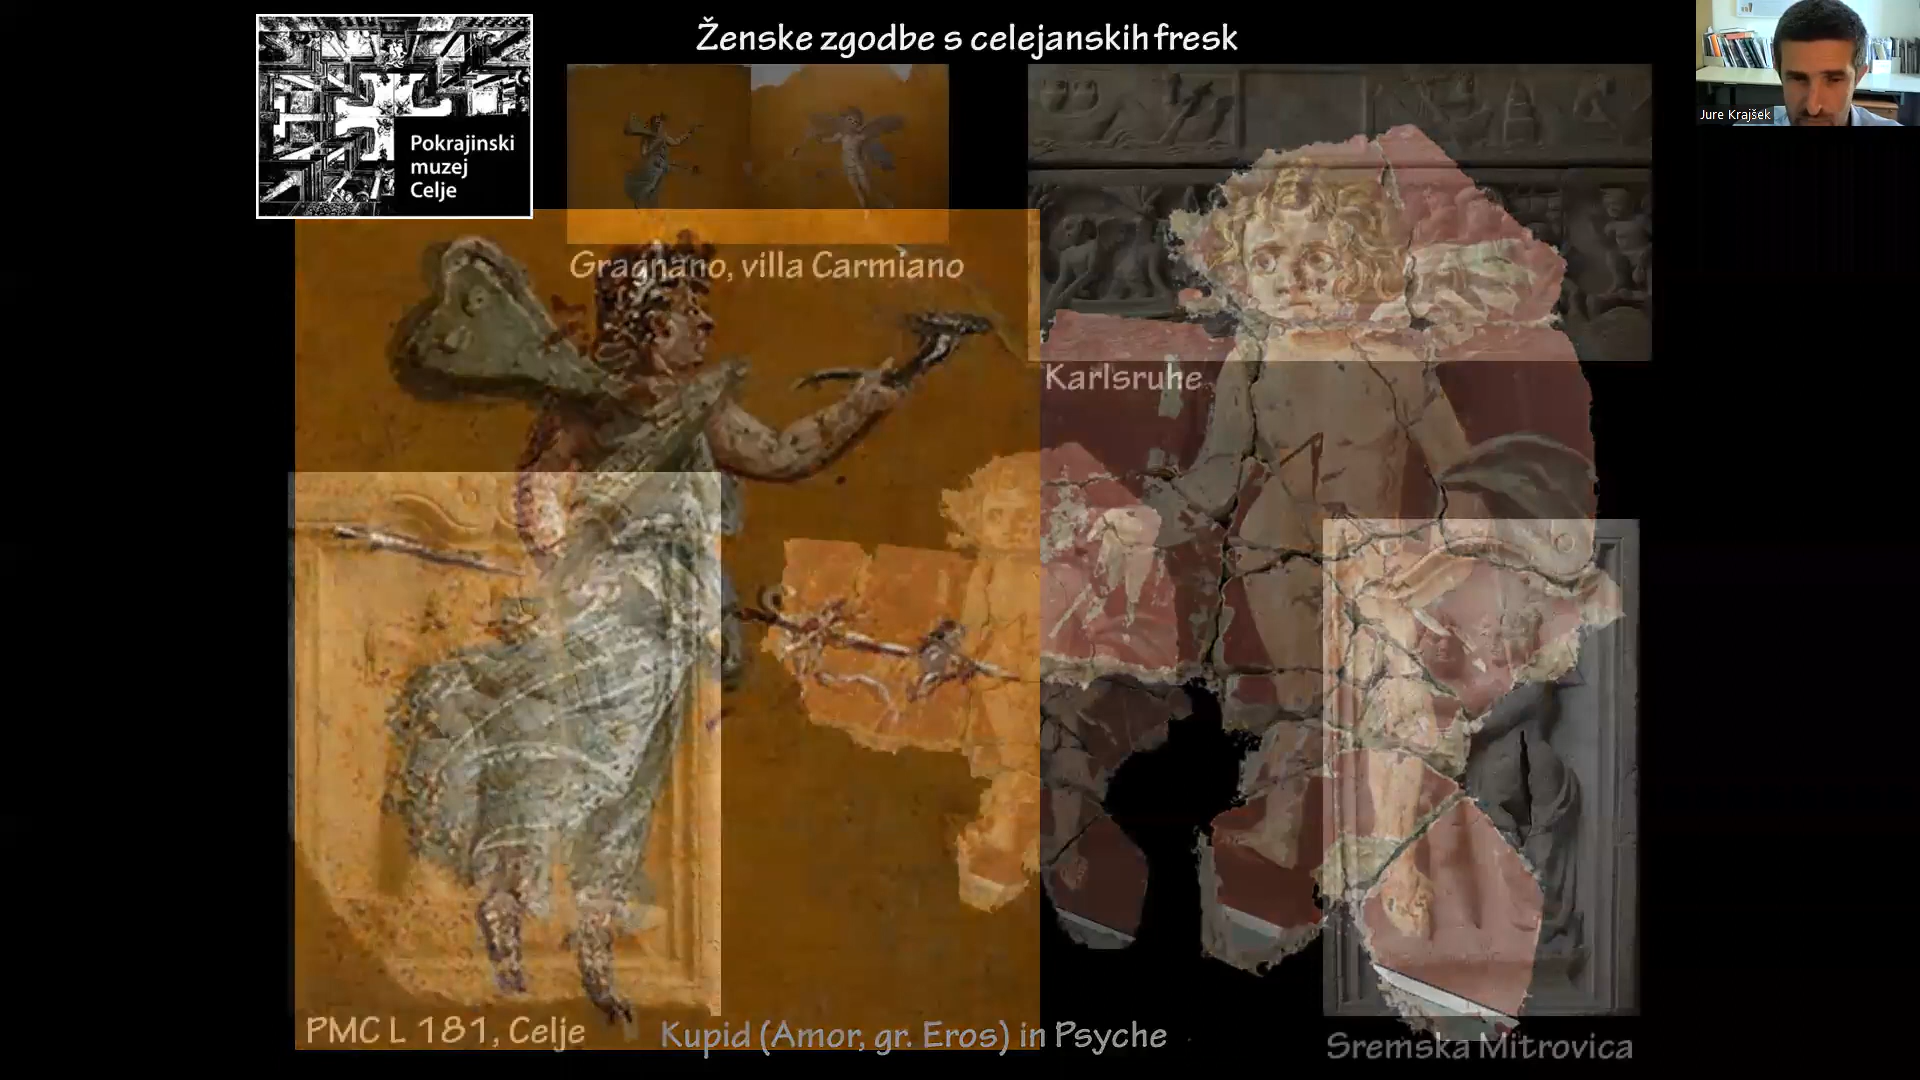 Ženske zgodbe s celejanskih fresk
Pokrajinski
muzej
Celje
Jure Krajšek
Gragnano, villa Carmiano
Karlsruhe
PMC L 181, Celje
Kupid (Amor, gr. Eros) in Psyche
Sremska Mitrovica